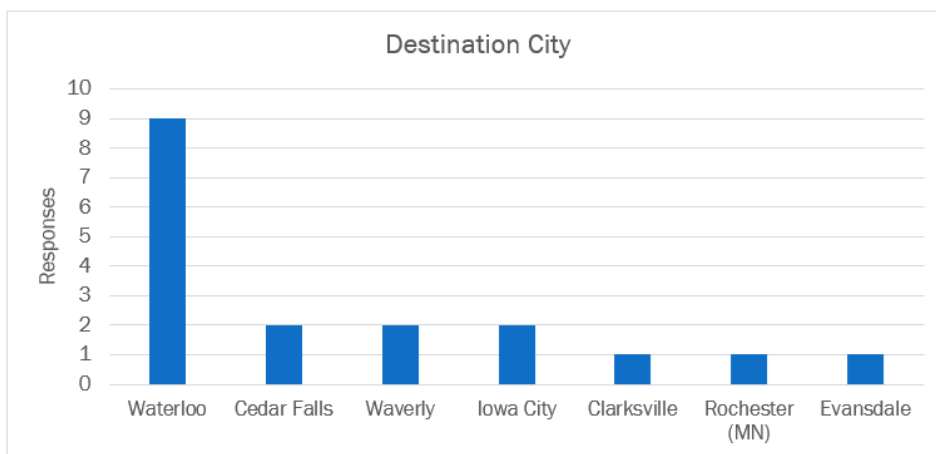 Destination City
10
9
8
7
6
5
4
3
2
1
0
Responses
Waterloo
Cedar Falls
Waverly
Iowa City
Clarksville
Rochester
(MN)
Evansdale